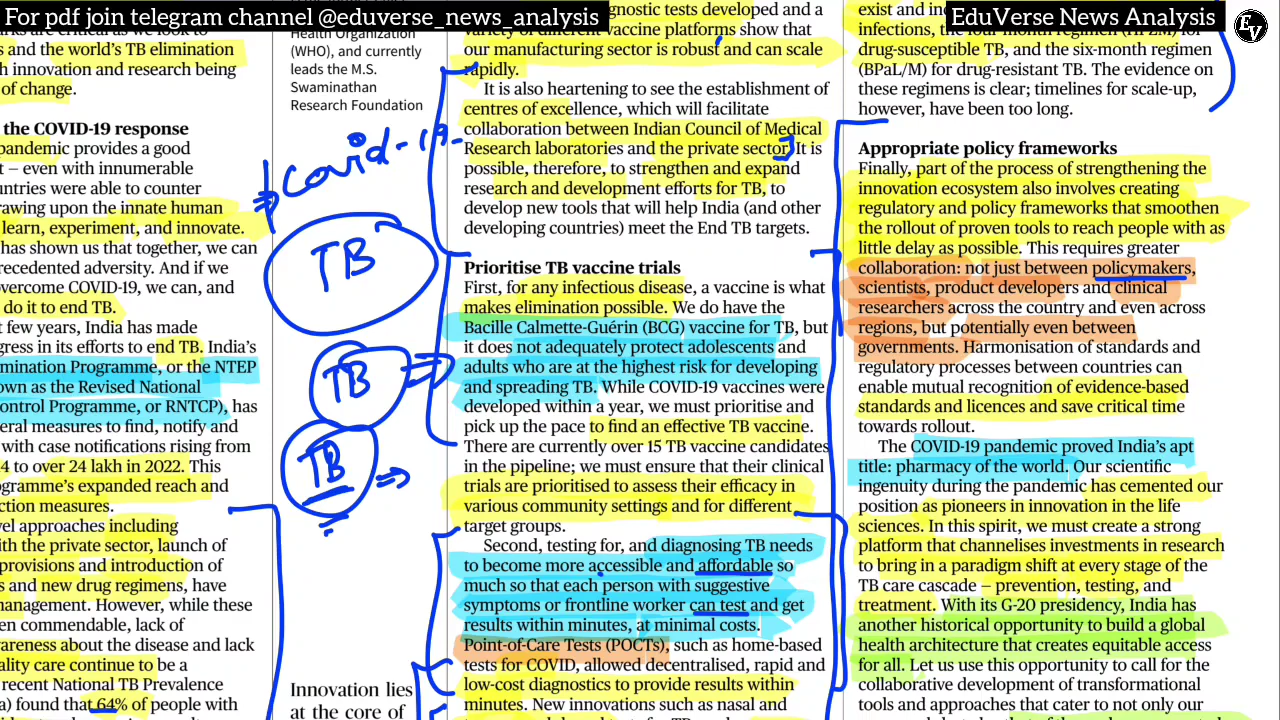 For pdf join telegram channel @eduverse_news_analysis
EduVerse News Analysis
EV
and the world's TB elimination
innovation and research being
of change.
the COVID-19 response
pandemic provides a good
– even with innumerable
were able to counter
upon the innate human
learn, experiment, and innovate.
has shown us that together, we can
adversity. And if we
overcome COVID-19, we can, and
do it to end TB.
few years, India has made
in its efforts to end TB. India's
Programme, or the NTEP
as the Revised National
Programme, or RNTCP), has
measures to find, notify and
with case notifications rising from
to over 24 lakh in 2022. This
expanded reach and
measures.
approaches including
the private sector, launch of
provisions and introduction of
and new drug regimens, have
However, while these
commendable, lack of
about the disease and lack
care continue to be a
recent National TB Prevalence
found that 64% of people with
Health Organization
(WHO), and currently
leads the M.S.
Swaminathan
Research Foundation
Covid-19
TB
TB
TB
Innovation lies
at the core of
tests developed and a
variety of different vaccine platforms show that
our manufacturing sector is robust and can scale
rapidly.
It is also heartening to see the establishment of
centres of excellence, which will facilitate
collaboration between Indian Council of Medical
Research laboratories and the private sector. It is
possible, therefore, to strengthen and expand
research and development efforts for TB, to
develop new tools that will help India (and other
developing countries) meet the End TB targets.
Prioritise TB vaccine trials
First, for any infectious disease, a vaccine is what
makes elimination possible. We do have the
Bacille Calmette-Guérin (BCG) vaccine for TB, but
it does not adequately protect adolescents and
adults who are at the highest risk for developing
and spreading TB. While COVID-19 vaccines were
developed within a year, we must prioritise and
pick up the pace to find an effective TB vaccine.
There are currently over 15 TB vaccine candidates
in the pipeline; we must ensure that their clinical
trials are prioritised to assess their efficacy in
various community settings and for different
target groups.
Second, testing for, and diagnosing TB needs
to become more accessible and affordable so
much so that each person with suggestive
symptoms or frontline worker can test and get
results within minutes, at minimal costs.
Point-of-Care Tests (POCTs), such as home-based
tests for COVID, allowed decentralised, rapid and
low-cost diagnostics to provide results within
minutes. New innovations such as nasal and
exist and
infections, the
drug-susceptible TB, and the six-month regimen
(BPaL/M) for drug-resistant TB. The evidence on
these regimens is clear; timelines for scale-up,
however, have been too long.
Appropriate policy frameworks
Finally, part of the process of strengthening the
innovation ecosystem also involves creating
regulatory and policy frameworks that smoothen
the rollout of proven tools to reach people with as
little delay as possible. This requires greater
collaboration: not just between policymakers,
scientists, product developers and clinical
researchers across the country and even across
regions, but potentially even between
governments. Harmonisation of standards and
regulatory processes between countries can
enable mutual recognition of evidence-based
standards and licences and save critical time
towards rollout.
The COVID-19 pandemic proved India's apt
title: pharmacy of the world. Our scientific
ingenuity during the pandemic has cemented our
position as pioneers in innovation in the life
sciences. In this spirit, we must create a strong
platform that channelises investments in research
to bring in a paradigm shift at every stage of the
TB care cascade – prevention, testing, and
treatment. With its G-20 presidency, India has
another historical opportunity to build a global
health architecture that creates equitable access
for all. Let us use this opportunity to call for the
collaborative development of transformational
tools and approaches that cater to not only our